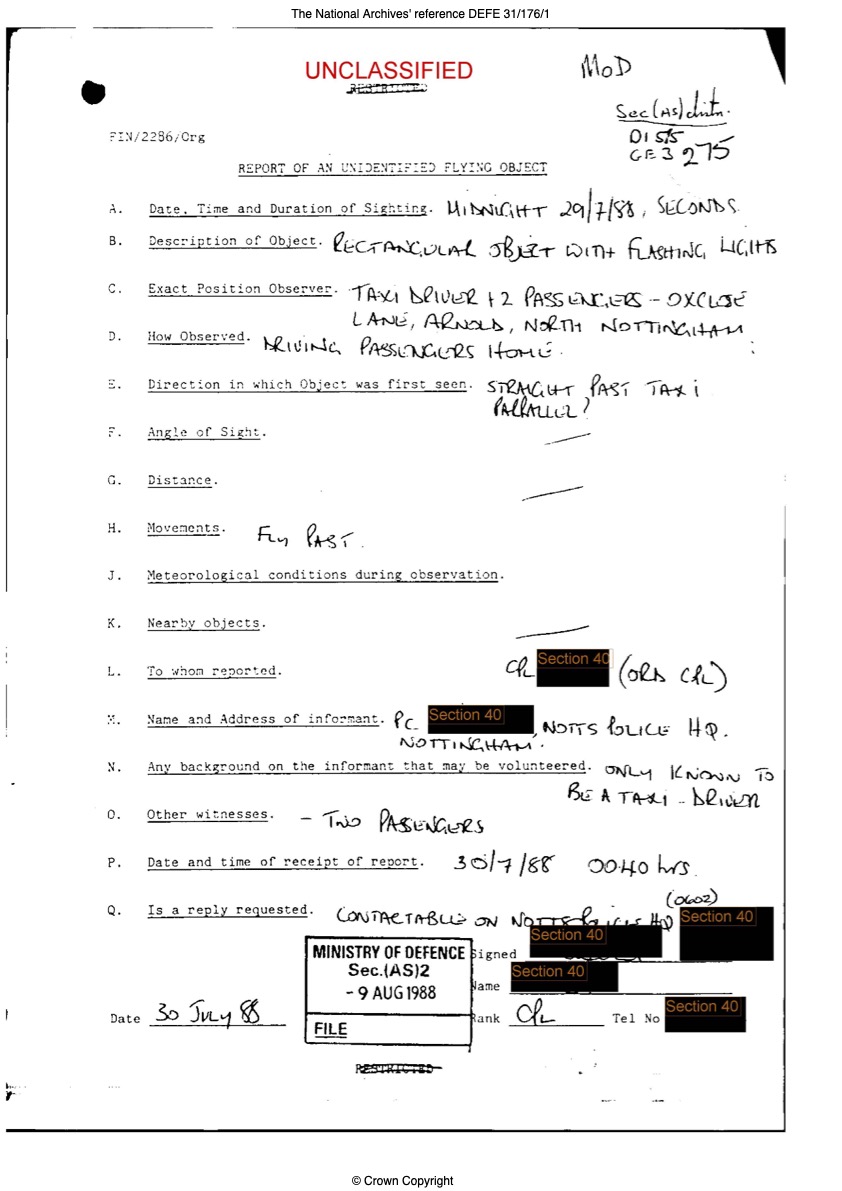 The National Archives' reference DEFE 31/176/1
UNCLASSIFIED
RESTRICTED
MoD
Sec(AS)distn.
DI 55
GE3 275
FIN/2286/Org
REPORT OF AN UNIDENTIFIED FLYING OBJECT
A. Date, Time and Duration of Sighting. MIDNIGHT 29/7/88, SECONDS.
B. Description of Object. RECTANGULAR OBJECT WITH FLASHING LIGHTS
C. Exact Position Observer. TAXI DRIVER + 2 PASSENGERS - OXCLOSE
LANE, ARNOLD, NORTH NOTTINGHAM
D. How Observed. DRIVING PASSENGERS HOME.
E. Direction in which Object was first seen. STRAIGHT PAST TAXI
PARALLEL?
F. Angle of Sight. —
G. Distance. —
H. Movements. FLY PAST.
J. Meteorological conditions during observation.
K. Nearby objects. —
L. To whom reported. CPL Section 40 (ORD CPL)
M. Name and Address of informant. PC Section 40, NOTTS POLICE HQ.
NOTTINGHAM.
N. Any background on the informant that may be volunteered. ONLY KNOWN TO
BE A TAXI - DRIVER
O. Other witnesses. - TWO PASSENGERS
P. Date and time of receipt of report. 30/7/88 0040 hrs.
(0602)
Q. Is a reply requested. CONTACTABLE ON NOTTS POLICE HQ Section 40
Signed Section 40
MINISTRY OF DEFENCE
Sec.(AS)2
- 9 AUG 1988
FILE
Name Section 40
Date 30 JULY 88
Rank CPL Tel No Section 40
RESTRICTED
© Crown Copyright